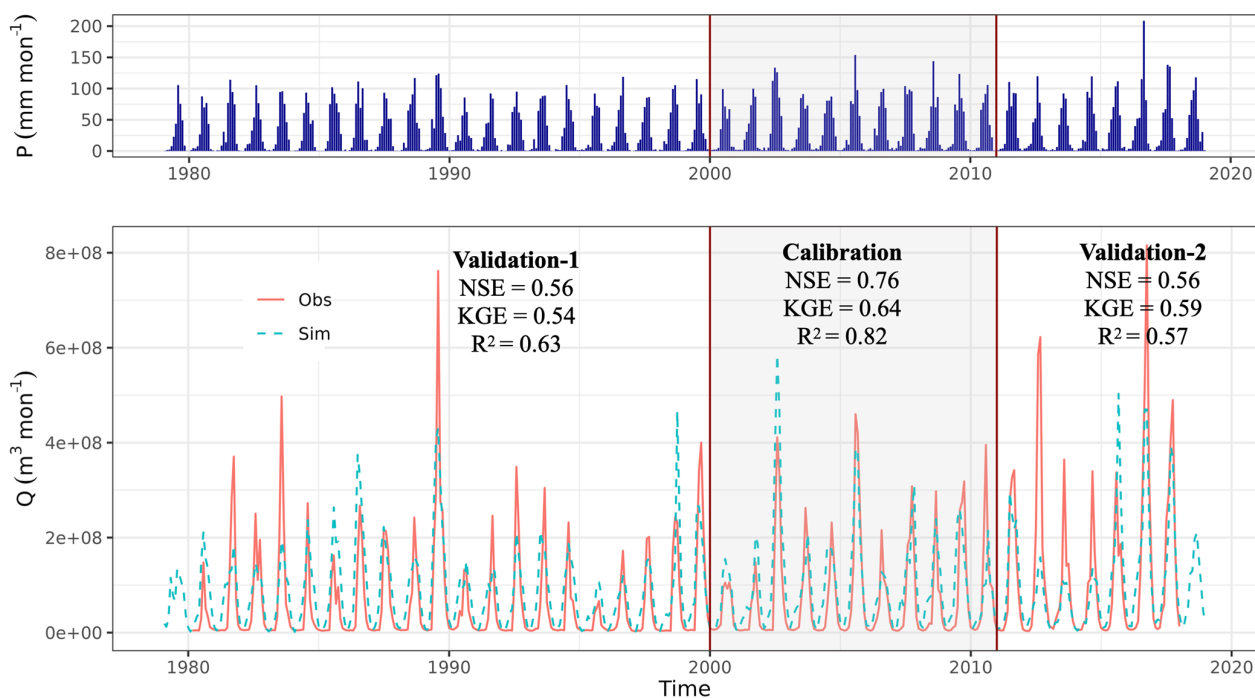 P (mm mon⁻¹)
200
150
100
50
0
1980
1990
2000
2010
2020
Q (m³ mon⁻¹)
8e+08
6e+08
4e+08
2e+08
0e+00
Obs
Sim
Validation-1
NSE = 0.56
KGE = 0.54
R² = 0.63
Calibration
NSE = 0.76
KGE = 0.64
R² = 0.82
Validation-2
NSE = 0.56
KGE = 0.59
R² = 0.57
1980
1990
2000
2010
2020
Time